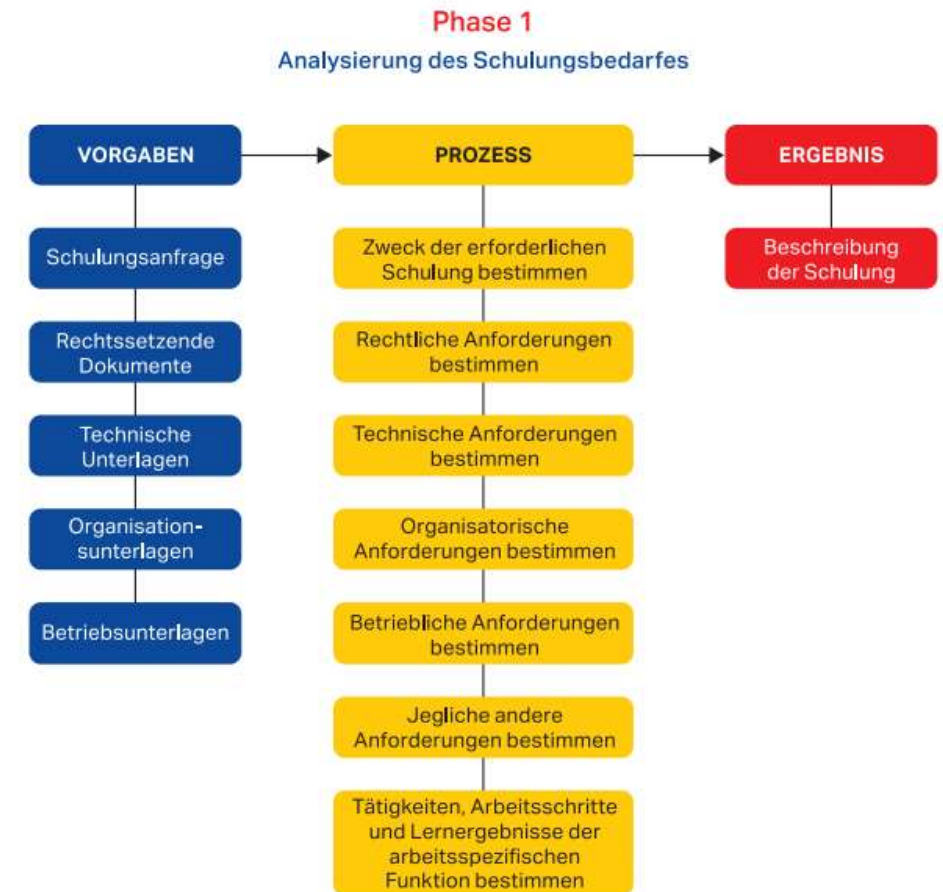 Phase 1
Analysierung des Schulungsbedarfes
VORGABEN
PROZESS
ERGEBNIS
Schulungsanfrage
Rechtssetzende
Dokumente
Technische
Unterlagen
Organisation-
sunterlagen
Betriebsunterlagen
Zweck der erforderlichen
Schulung bestimmen
Rechtliche Anforderungen
bestimmen
Technische Anforderungen
bestimmen
Organisatorische
Anforderungen bestimmen
Betriebliche Anforderungen
bestimmen
Jegliche andere
Anforderungen bestimmen
Tätigkeiten, Arbeitsschritte
und Lernergebnisse der
arbeitsspezifischen
Funktion bestimmen
Beschreibung
der Schulung